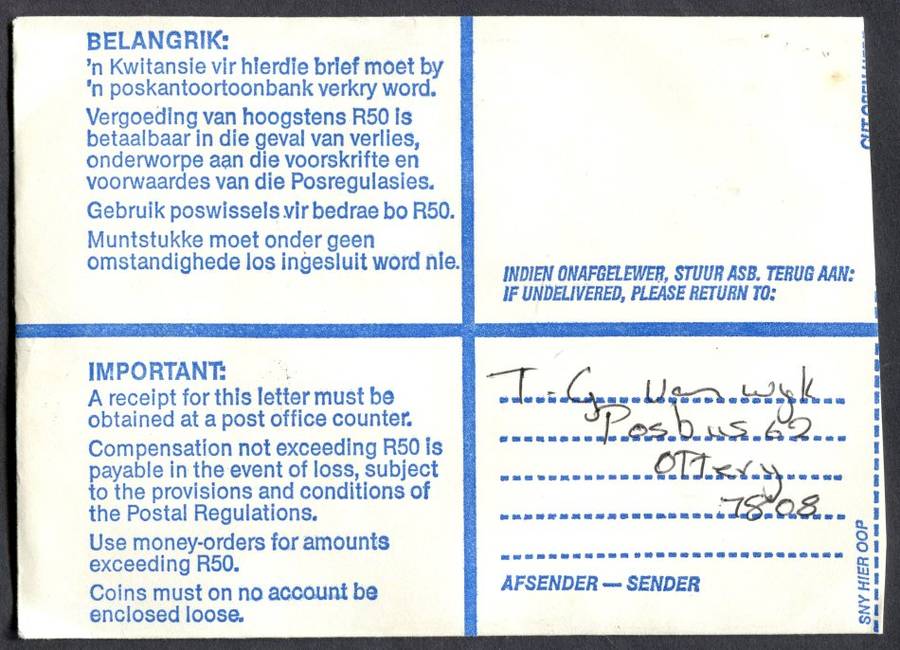 BELANGRIK:
'n Kwitansie vir hierdie brief moet by
'n poskantoortoonbank verkry word.
Vergoeding van hoogstens R50 is
betaalbaar in die geval van verlies,
onderworpe aan die voorskrifte en
voorwaardes van die Posregulasies.
Gebruik poswissels vir bedrae bo R50.
Muntstukke moet onder geen
omstandighede los ingesluit word nie.
INDIEN ONAFGELEWER, STUUR ASB. TERUG AAN:
IF UNDELIVERED, PLEASE RETURN TO:
IMPORTANT:
A receipt for this letter must be
obtained at a post office counter.
Compensation not exceeding R50 is
payable in the event of loss, subject
to the provisions and conditions of
the Postal Regulations.
Use money-orders for amounts
exceeding R50.
Coins must on no account be
enclosed loose.
T. G. van wyk
Posbus 62
Ottery
7808
AFSENDER — SENDER
CUT OPEN HERE
SNY HIER OOP